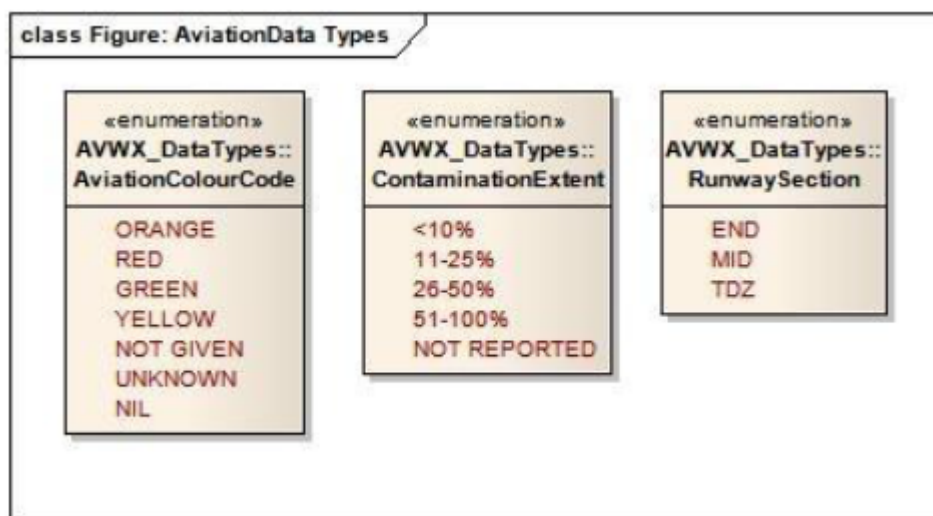 class Figure: AviationData Types
«enumeration»
AVWX_DataTypes::
AviationColourCode
ORANGE
RED
GREEN
YELLOW
NOT GIVEN
UNKNOWN
NIL
«enumeration»
AVWX_DataTypes::
ContaminationExtent
<10%
11-25%
26-50%
51-100%
NOT REPORTED
«enumeration»
AVWX_DataTypes::
RunwaySection
END
MID
TDZ